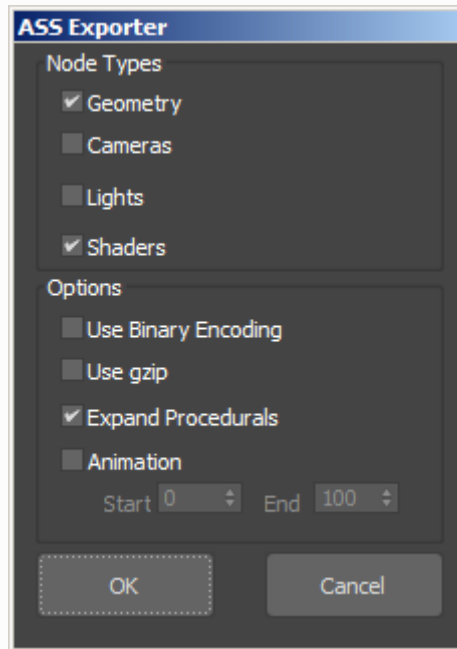 ASS Exporter
Node Types
Geometry
Cameras
Lights
Shaders
Options
Use Binary Encoding
Use gzip
Expand Procedurals
Animation
Start 0 End 100
OK Cancel